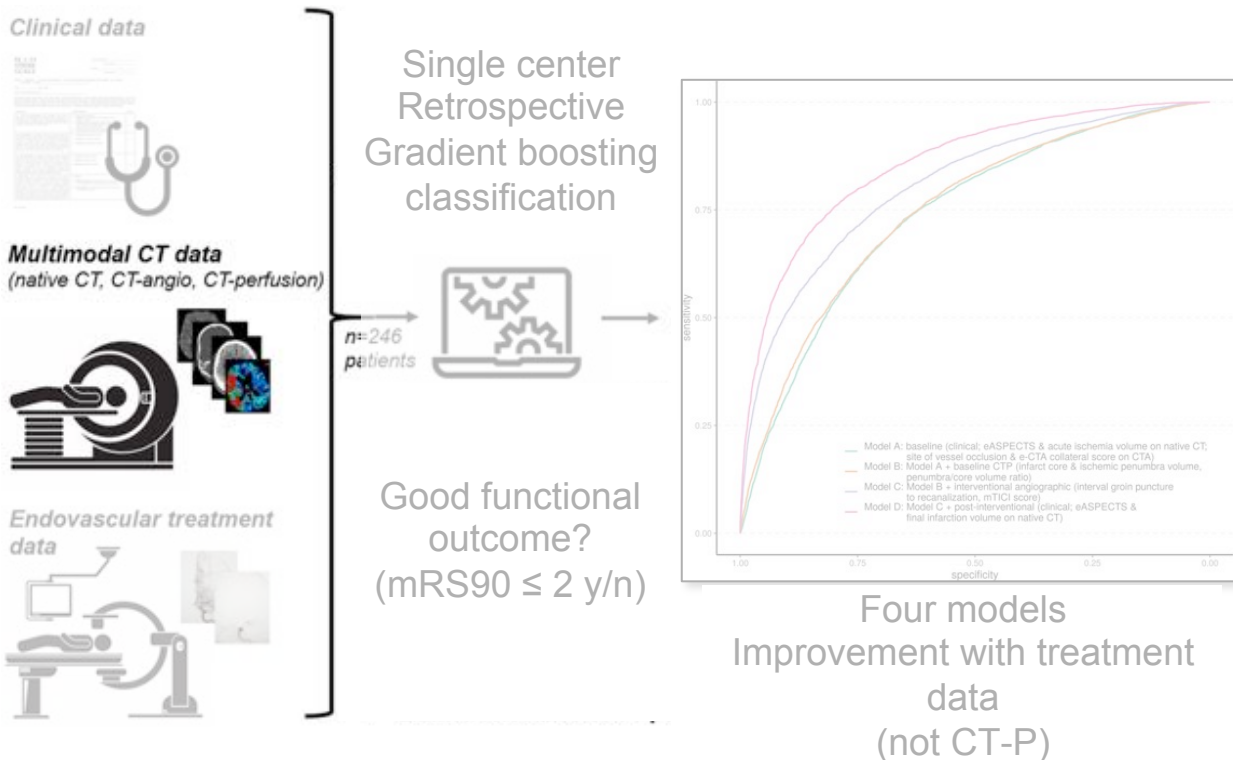 Clinical data
Multimodal CT data
(native CT, CT-angio, CT-perfusion)
Endovascular treatment
data
n=246
patients
Single center
Retrospective
Gradient boosting
classification
Good functional
outcome?
(mRS90 ≤ 2 y/n)
1.00
0.75
0.50
0.25
0.00
sensitivity
Model A: baseline (clinical; eASPECTS & acute ischemia volume on native CT;
site of vessel occlusion & e-CTA collateral score on CTA)
Model B: Model A + baseline CTP (infarct core & ischemic penumbra volume,
penumbra/core volume ratio)
Model C: Model B + interventional angiographic (interval groin puncture
to recanalization, mTICI score)
Model D: Model C + post-interventional (clinical; eASPECTS &
final infarction volume on native CT)
1.00 0.75 0.50 0.25 0.00
specificity
Four models
Improvement with treatment
data
(not CT-P)